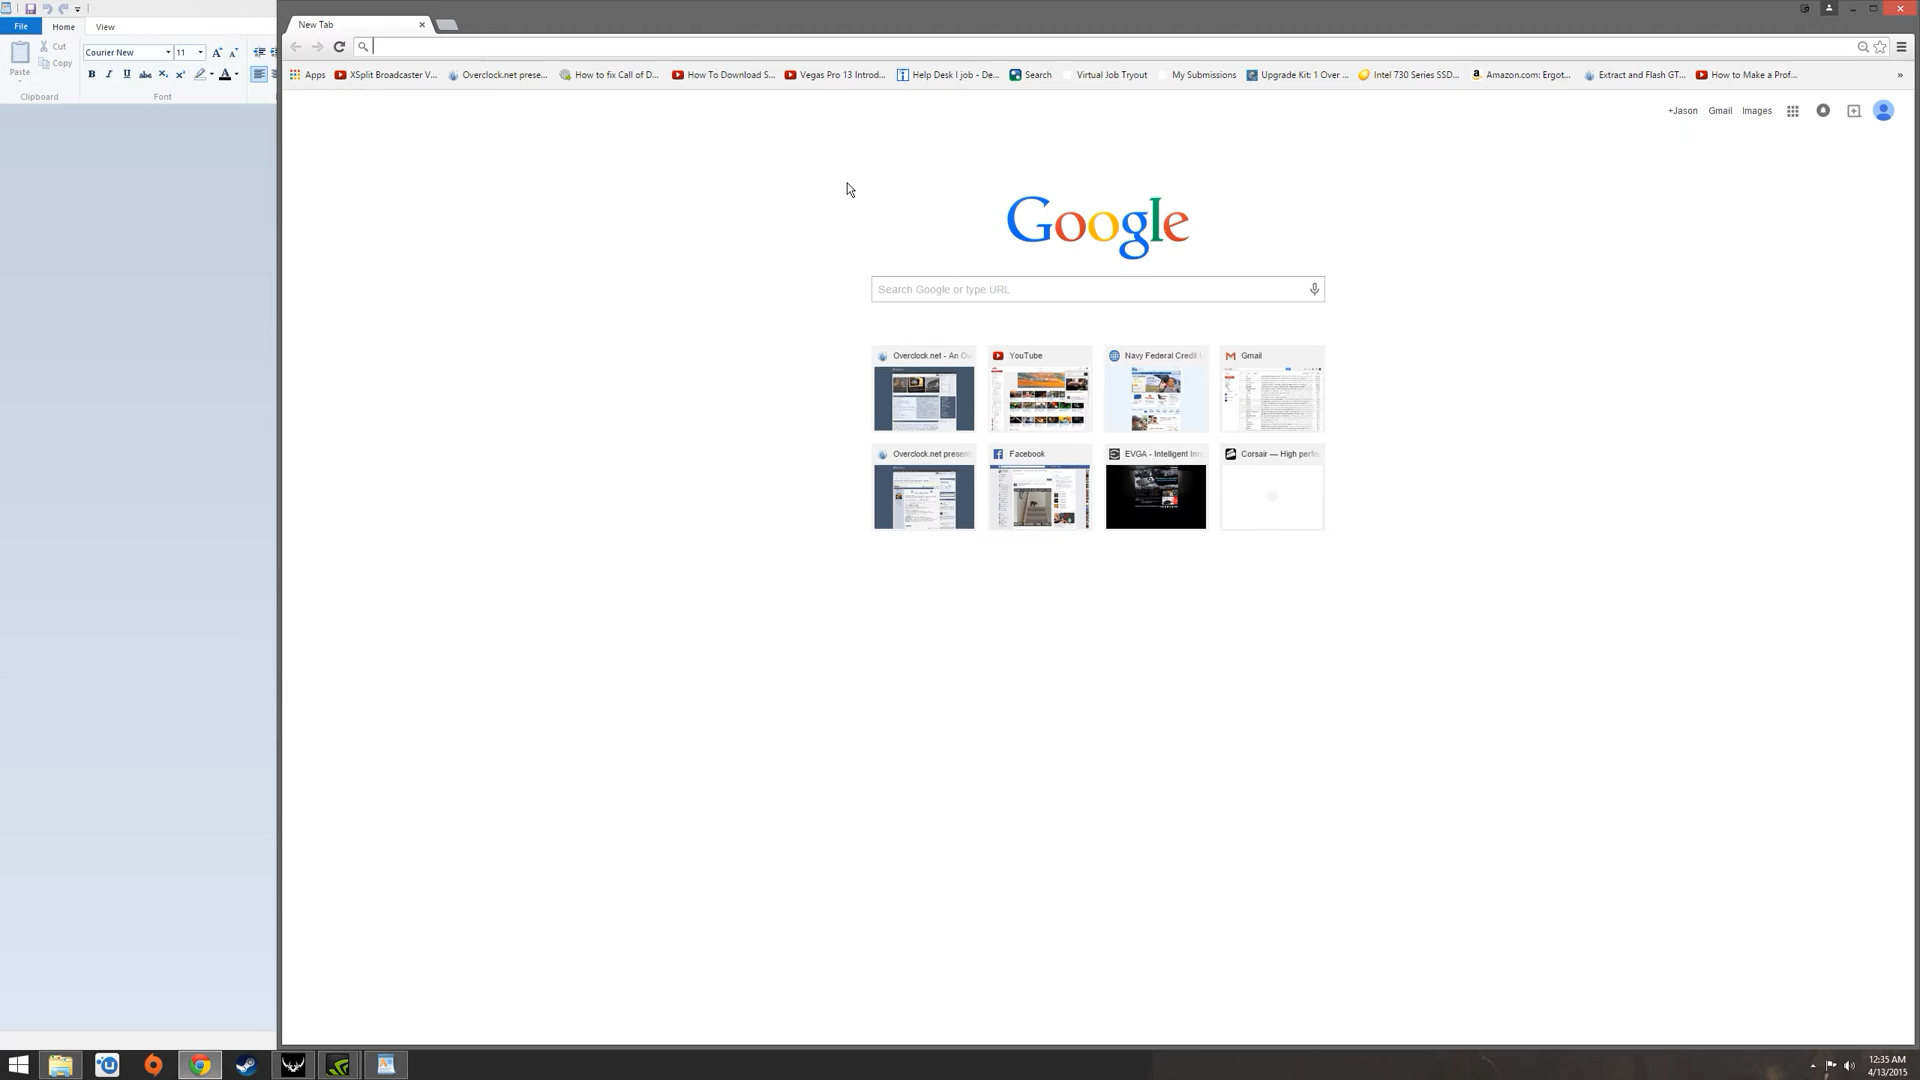 File Home View
Paste
Cut
Copy
Courier New 11
B I U abc X₂ X² A
Clipboard Font
New Tab
Apps XSplit Broadcaster V... Overclock.net prese... How to fix Call of D... How To Download S... Vegas Pro 13 Introd... Help Desk I job - De... Search Virtual Job Tryout My Submissions Upgrade Kit: 1 Over ... Intel 730 Series SSD... Amazon.com: Ergot... Extract and Flash GT... How to Make a Prof... »
+Jason Gmail Images
Google
Search Google or type URL
Overclock.net - An Ov YouTube Navy Federal Credit U Gmail
Overclock.net present Facebook EVGA - Intelligent Inn Corsair — High perfo
12:35 AM
4/13/2015